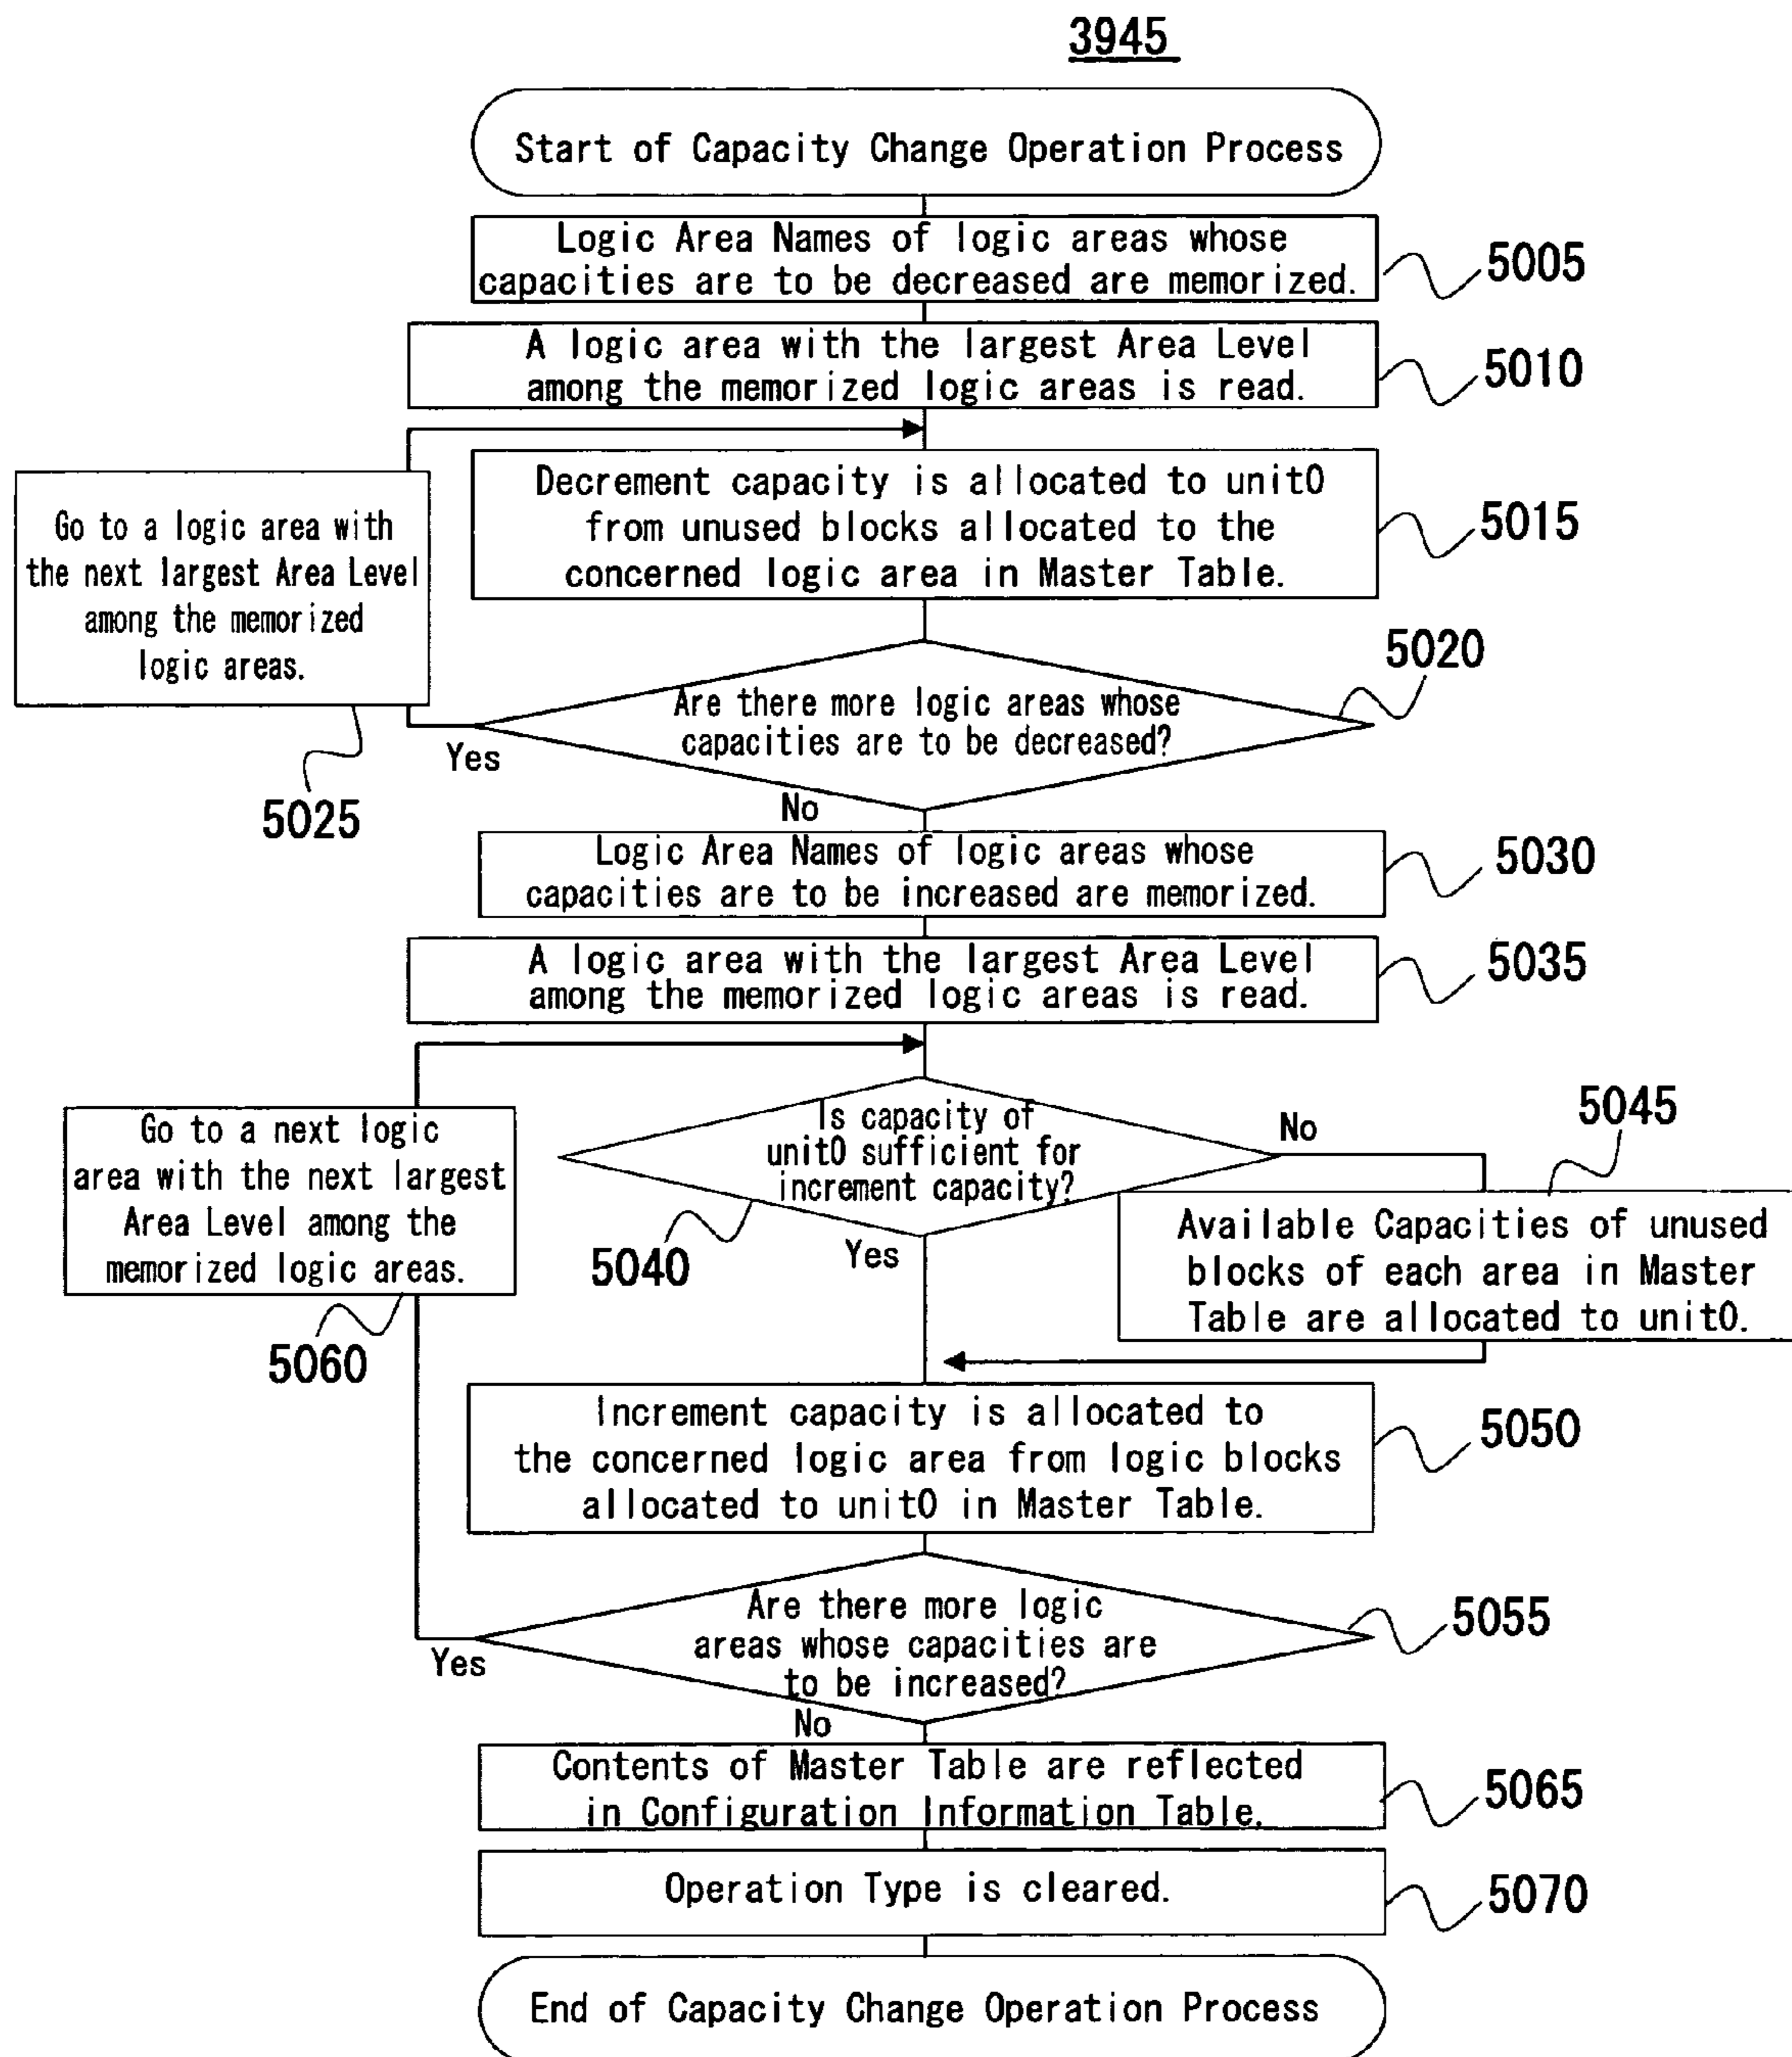 3945
Start of Capacity Change Operation Process
Logic Area Names of logic areas whose
capacities are to be decreased are memorized.
5005
A logic area with the largest Area Level
among the memorized logic areas is read.
5010
Decrement capacity is allocated to unit0
from unused blocks allocated to the
concerned logic area in Master Table.
5015
Go to a logic area with
the next largest Area Level
among the memorized
logic areas.
5025
Are there more logic areas whose
capacities are to be decreased?
5020
Yes
No
Logic Area Names of logic areas whose
capacities are to be increased are memorized.
5030
A logic area with the largest Area Level
among the memorized logic areas is read.
5035
Is capacity of
unit0 sufficient for
increment capacity?
5040
No
Yes
5045
Available Capacities of unused
blocks of each area in Master
Table are allocated to unit0.
Go to a next logic
area with the next largest
Area Level among the
memorized logic areas.
5060
Increment capacity is allocated to
the concerned logic area from logic blocks
allocated to unit0 in Master Table.
5050
Are there more logic
areas whose capacities are
to be increased?
5055
Yes
No
Contents of Master Table are reflected
in Configuration Information Table.
5065
Operation Type is cleared.
5070
End of Capacity Change Operation Process